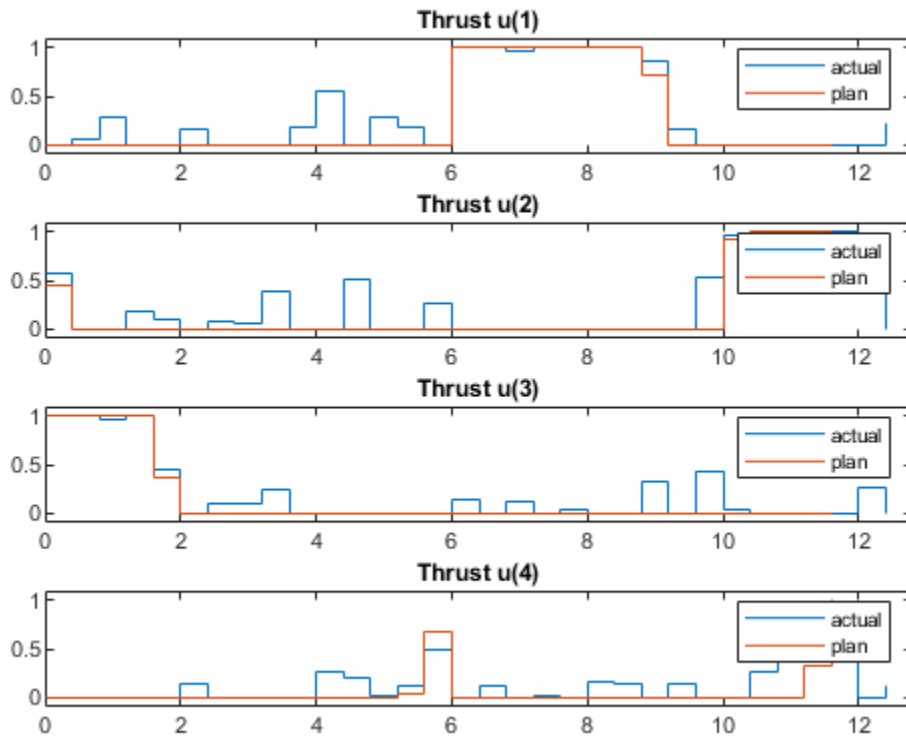 Thrust u(1)
1
0.5
0
actual
plan
0 2 4 6 8 10 12
Thrust u(2)
1
0.5
0
actual
plan
0 2 4 6 8 10 12
Thrust u(3)
1
0.5
0
actual
plan
0 2 4 6 8 10 12
Thrust u(4)
1
0.5
0
actual
plan
0 2 4 6 8 10 12